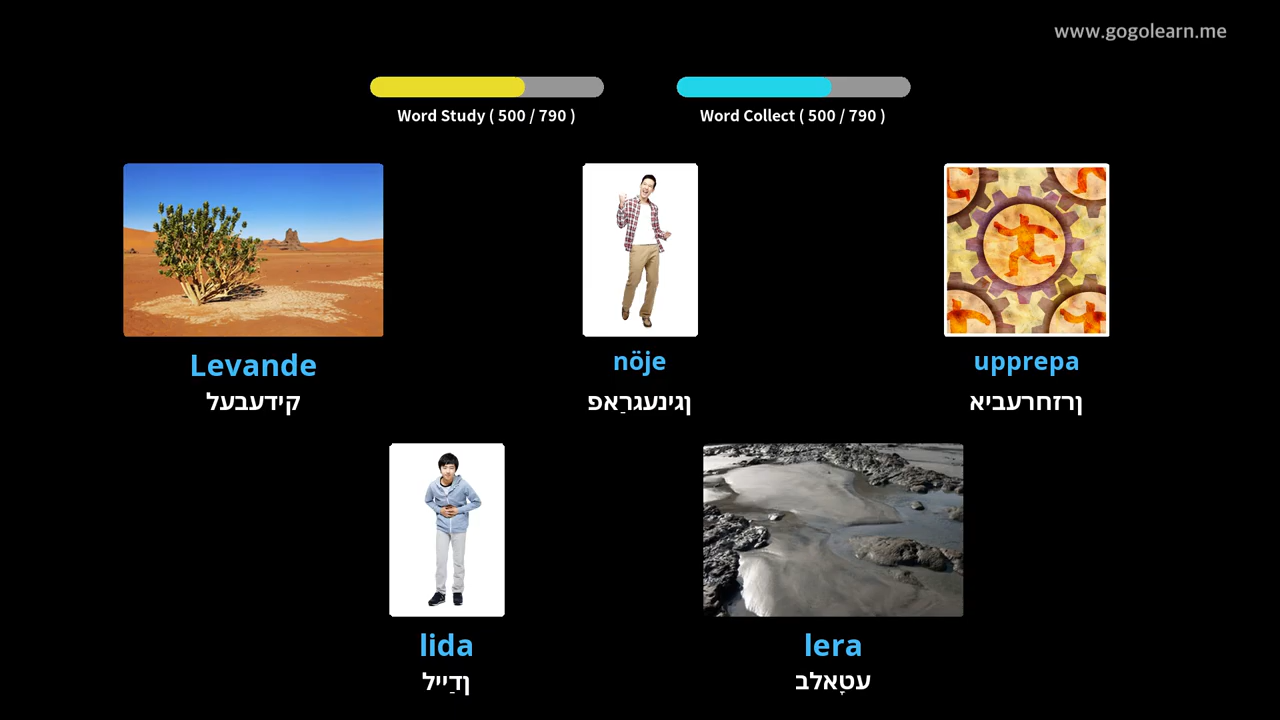 www.gogolearn.me
Word Study ( 500 / 790 )
Word Collect ( 500 / 790 )
Levande
nöje
upprepa
לעבעדיק
פאַרגעניגן
איבערחזרן
lida
lera
לייַדן
בלאָטע